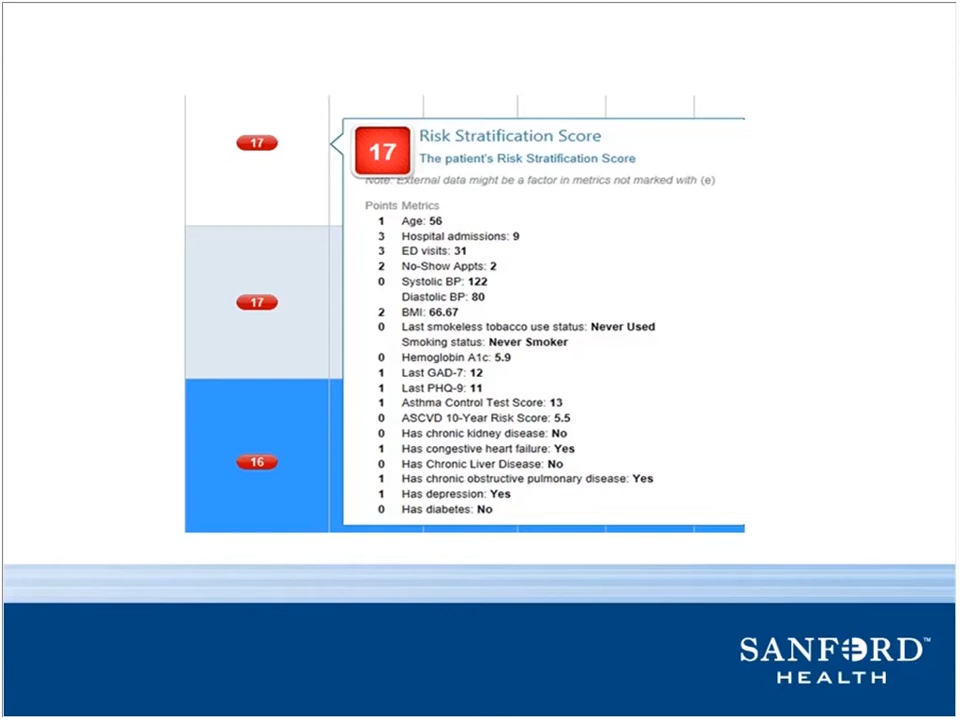 17
17
16
17
Risk Stratification Score
The patient's Risk Stratification Score
Note: External data might be a factor in metrics not marked with (e)
Points Metrics
1 Age: 56
3 Hospital admissions: 9
3 ED visits: 31
2 No-Show Appts: 2
0 Systolic BP: 122
Diastolic BP: 80
2 BMI: 66.67
0 Last smokeless tobacco use status: Never Used
Smoking status: Never Smoker
0 Hemoglobin A1c: 5.9
1 Last GAD-7: 12
1 Last PHQ-9: 11
1 Asthma Control Test Score: 13
0 ASCVD 10-Year Risk Score: 5.5
0 Has chronic kidney disease: No
1 Has congestive heart failure: Yes
0 Has Chronic Liver Disease: No
1 Has chronic obstructive pulmonary disease: Yes
1 Has depression: Yes
0 Has diabetes: No
SANFORD™
HEALTH